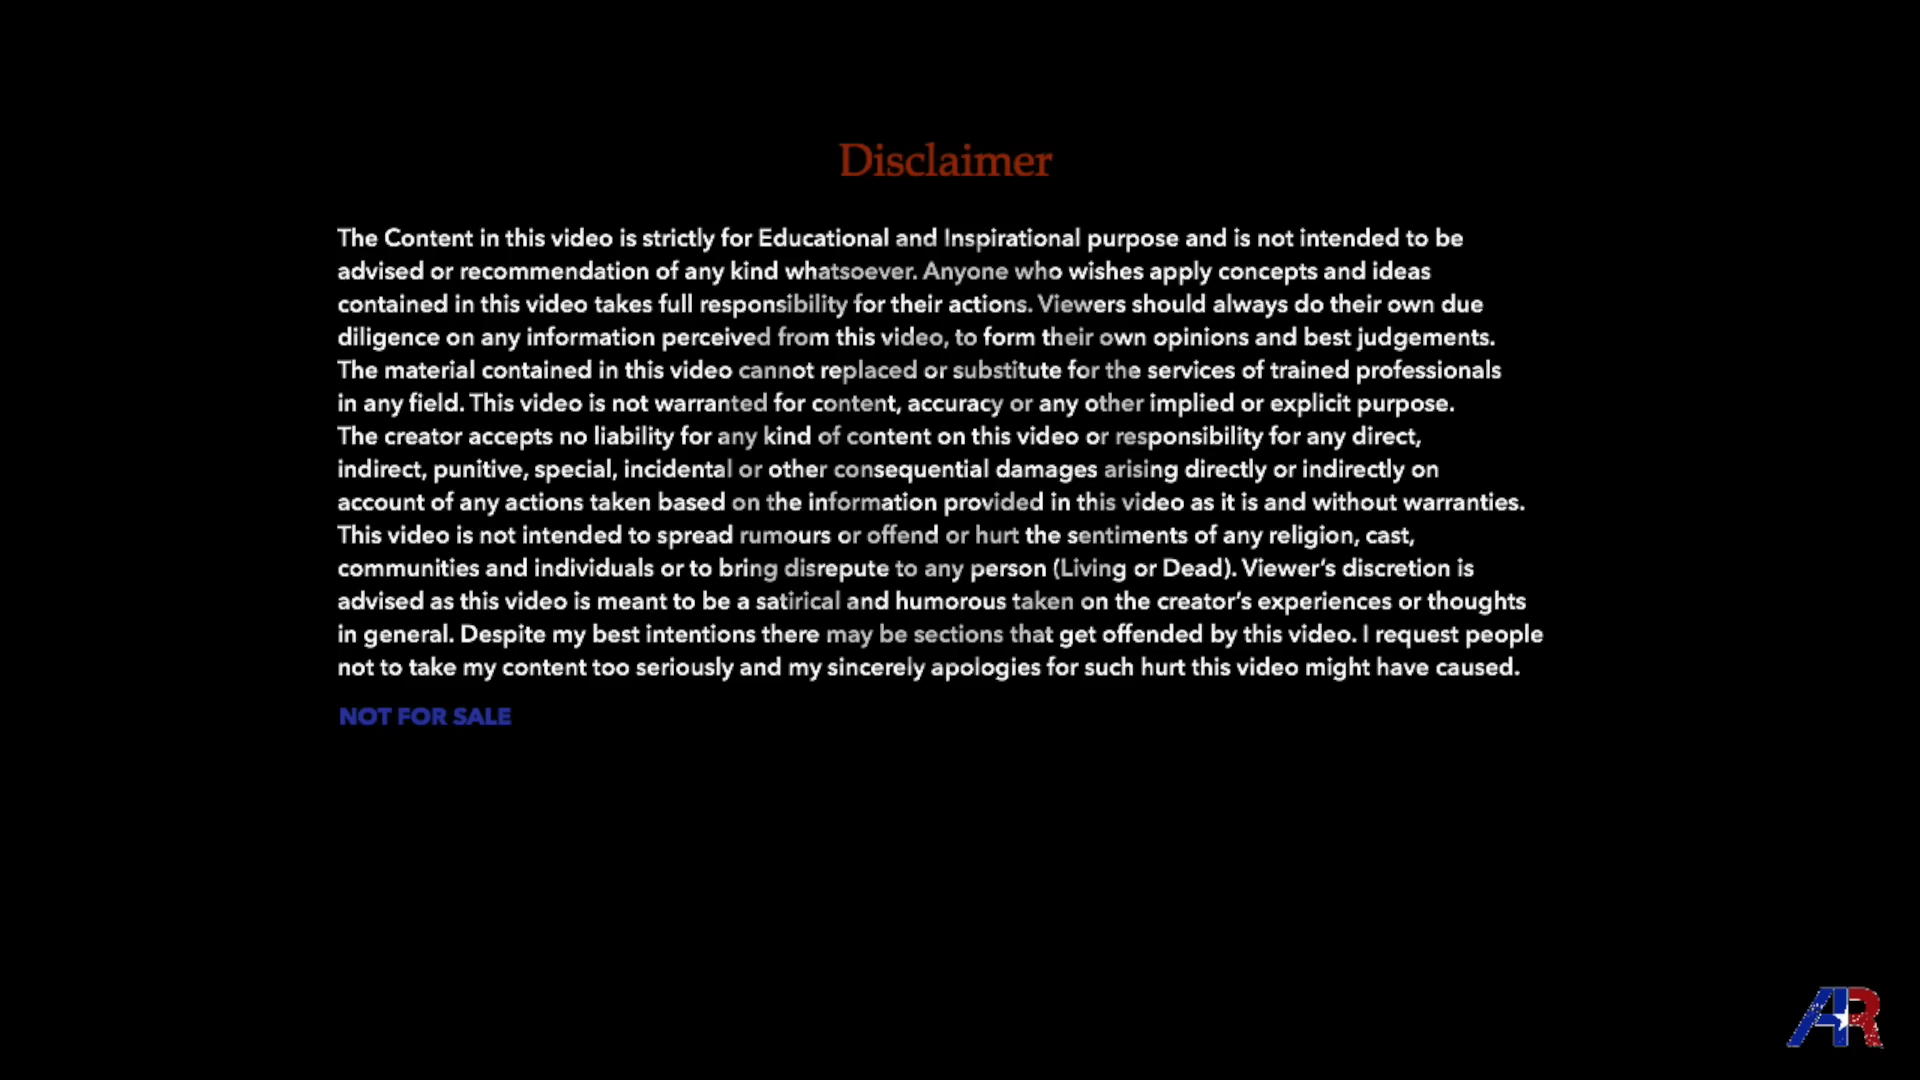 Disclaimer
The Content in this video is strictly for Educational and Inspirational purpose and is not intended to be
advised or recommendation of any kind whatsoever. Anyone who wishes apply concepts and ideas
contained in this video takes full responsibility for their actions. Viewers should always do their own due
diligence on any information perceived from this video, to form their own opinions and best judgements.
The material contained in this video cannot replaced or substitute for the services of trained professionals
in any field. This video is not warranted for content, accuracy or any other implied or explicit purpose.
The creator accepts no liability for any kind of content on this video or responsibility for any direct,
indirect, punitive, special, incidental or other consequential damages arising directly or indirectly on
account of any actions taken based on the information provided in this video as it is and without warranties.
This video is not intended to spread rumours or offend or hurt the sentiments of any religion, cast,
communities and individuals or to bring disrepute to any person (Living or Dead). Viewer’s discretion is
advised as this video is meant to be a satirical and humorous taken on the creator’s experiences or thoughts
in general. Despite my best intentions there may be sections that get offended by this video. I request people
not to take my content too seriously and my sincerely apologies for such hurt this video might have caused.
NOT FOR SALE
AR